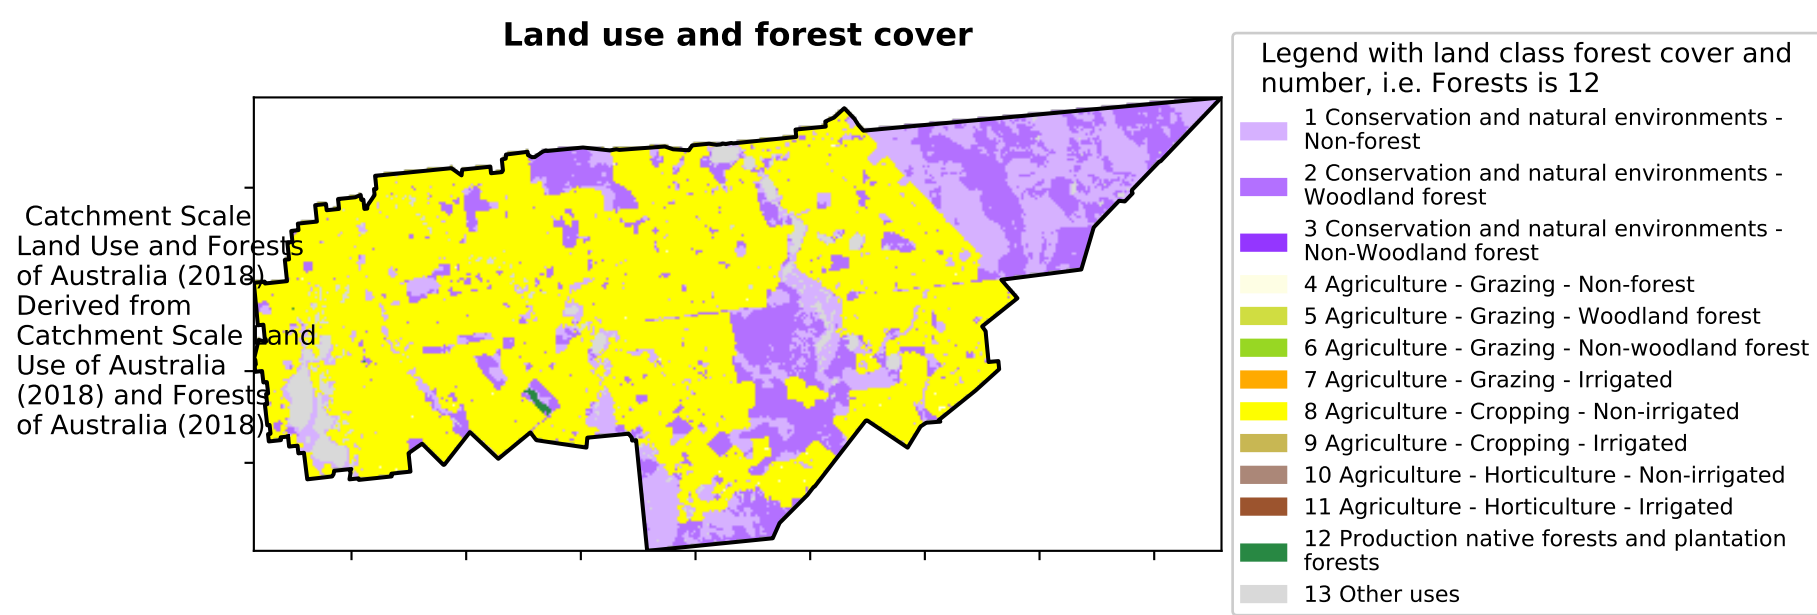 Land use and forest cover
Catchment Scale
Land Use and Forests
of Australia (2018)
Derived from
Catchment Scale Land
Use of Australia
(2018) and Forests
of Australia (2018)
Legend with land class forest cover and
number, i.e. Forests is 12
1 Conservation and natural environments -
Non-forest
2 Conservation and natural environments -
Woodland forest
3 Conservation and natural environments -
Non-Woodland forest
4 Agriculture - Grazing - Non-forest
5 Agriculture - Grazing - Woodland forest
6 Agriculture - Grazing - Non-woodland forest
7 Agriculture - Grazing - Irrigated
8 Agriculture - Cropping - Non-irrigated
9 Agriculture - Cropping - Irrigated
10 Agriculture - Horticulture - Non-irrigated
11 Agriculture - Horticulture - Irrigated
12 Production native forests and plantation
forests
13 Other uses